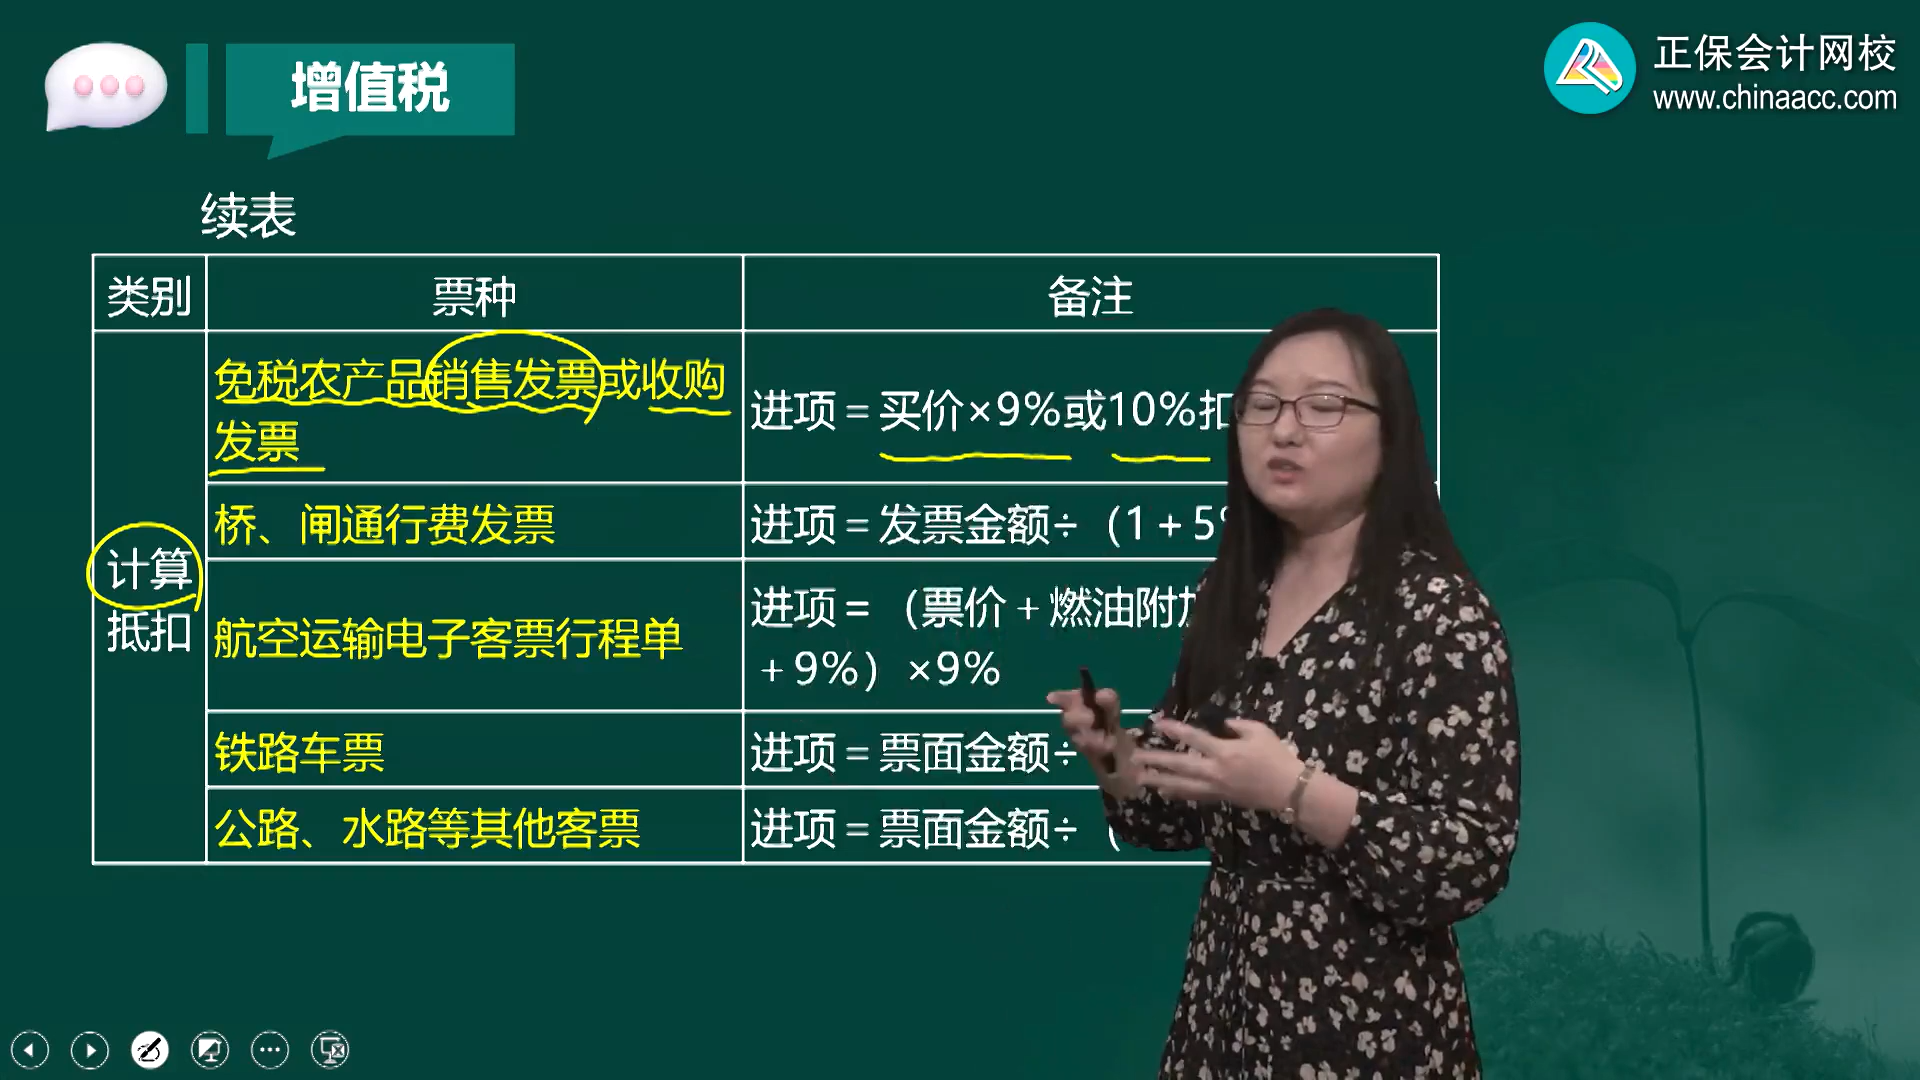 增值税
正保会计网校
www.chinaacc.com
续表
类别
票种
备注
计算
抵扣
免税农产品销售发票或收购
发票
进项=买价×9%或10%
桥、闸通行费发票
进项=发票金额÷（1+5
航空运输电子客票行程单
进项=（票价+燃油附
+9%）×9%
铁路车票
进项=票面金额÷
公路、水路等其他客票
进项=票面金额÷（